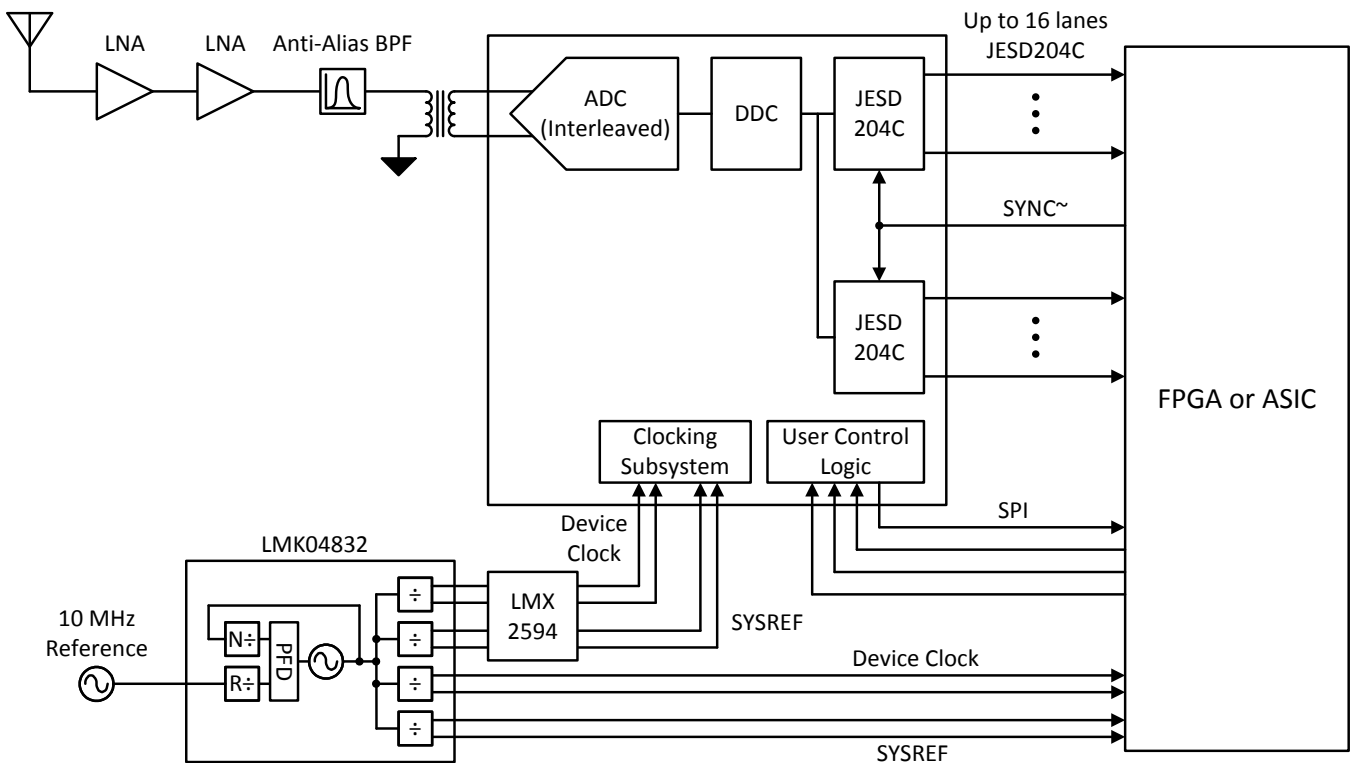 Up to 16 lanes
JESD204C
LNA
LNA
Anti-Alias BPF
ADC
(Interleaved)
DDC
JESD
204C
SYNC~
JESD
204C
FPGA or ASIC
Clocking
Subsystem
User Control
Logic
SPI
Device
Clock
LMK04832
10 MHz
Reference
N÷
R÷
PFD
÷
÷
÷
÷
LMX
2594
SYSREF
Device Clock
SYSREF